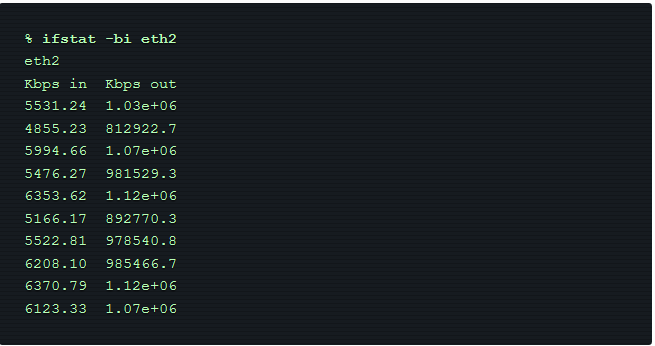 % ifstat -bi eth2
eth2
Kbps in  Kbps out
5531.24  1.03e+06
4855.23  812922.7
5994.66  1.07e+06
5476.27  981529.3
6353.62  1.12e+06
5166.17  892770.3
5522.81  978540.8
6208.10  985466.7
6370.79  1.12e+06
6123.33  1.07e+06